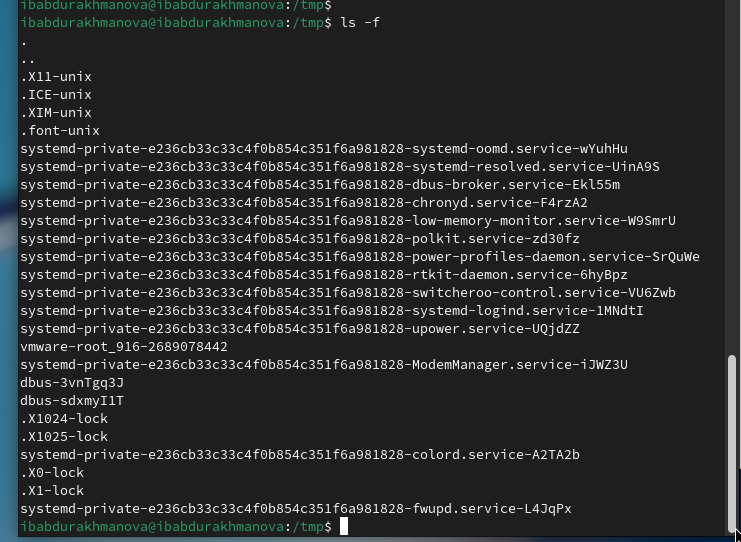 ibabdurakhmanova@ibabdurakhmanova:/tmp$
ibabdurakhmanova@ibabdurakhmanova:/tmp$ ls -f
.
..
.X11-unix
.ICE-unix
.XIM-unix
.font-unix
systemd-private-e236cb33c33c4f0b854c351f6a981828-systemd-oomd.service-wYuhHu
systemd-private-e236cb33c33c4f0b854c351f6a981828-systemd-resolved.service-UinA9S
systemd-private-e236cb33c33c4f0b854c351f6a981828-dbus-broker.service-Ekl55m
systemd-private-e236cb33c33c4f0b854c351f6a981828-chronyd.service-F4rzA2
systemd-private-e236cb33c33c4f0b854c351f6a981828-low-memory-monitor.service-W9SmrU
systemd-private-e236cb33c33c4f0b854c351f6a981828-polkit.service-zd30fz
systemd-private-e236cb33c33c4f0b854c351f6a981828-power-profiles-daemon.service-SrQuWe
systemd-private-e236cb33c33c4f0b854c351f6a981828-rtkit-daemon.service-6hyBpz
systemd-private-e236cb33c33c4f0b854c351f6a981828-switcheroo-control.service-VU6Zwb
systemd-private-e236cb33c33c4f0b854c351f6a981828-systemd-logind.service-1MNdtI
systemd-private-e236cb33c33c4f0b854c351f6a981828-upower.service-UQjdZZ
vmware-root_916-2689078442
systemd-private-e236cb33c33c4f0b854c351f6a981828-ModemManager.service-iJWZ3U
dbus-3vnTgq3J
dbus-sdxmyI1T
.X1024-lock
.X1025-lock
systemd-private-e236cb33c33c4f0b854c351f6a981828-colord.service-A2TA2b
.X0-lock
.X1-lock
systemd-private-e236cb33c33c4f0b854c351f6a981828-fwupd.service-L4JqPx
ibabdurakhmanova@ibabdurakhmanova:/tmp$